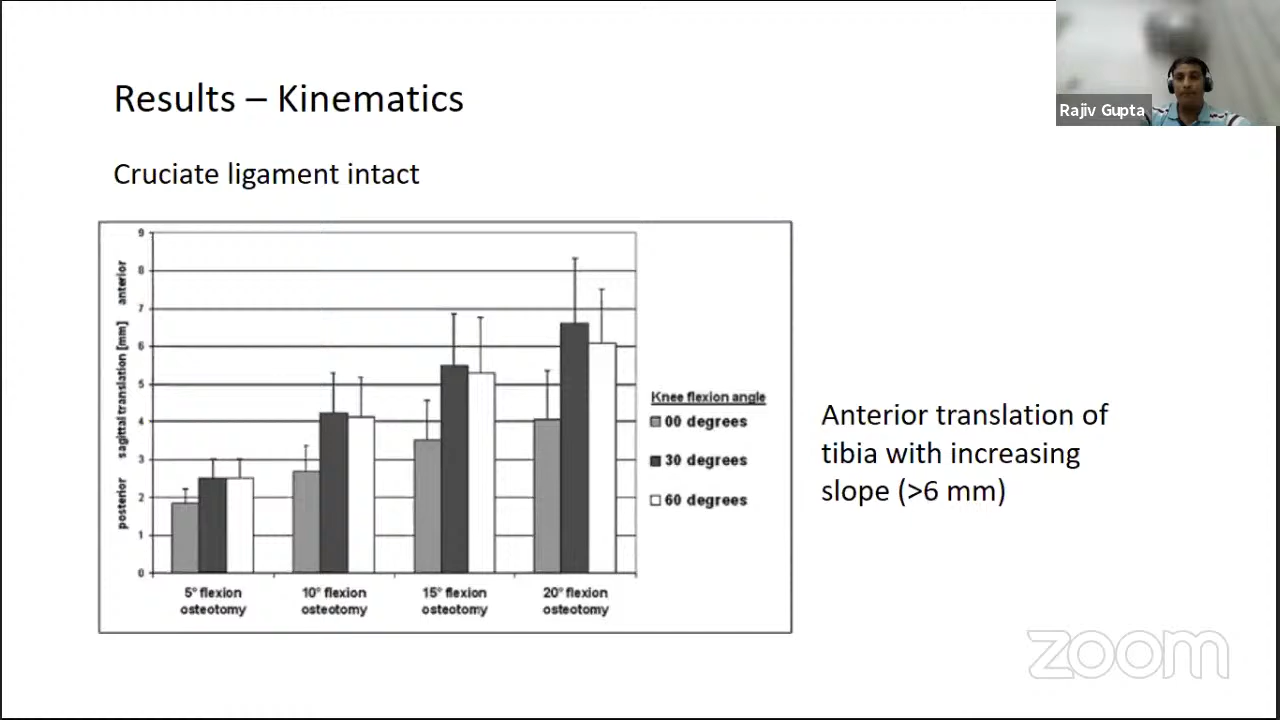 Results – Kinematics
Rajiv Gupta
Cruciate ligament intact
9
8
7
6
5
4
3
2
1
0
posterior sagittal translation [mm] anterior
5° flexion osteotomy
10° flexion osteotomy
15° flexion osteotomy
20° flexion osteotomy
Knee flexion angle
00 degrees
30 degrees
60 degrees
Anterior translation of
tibia with increasing
slope (>6 mm)
zoom